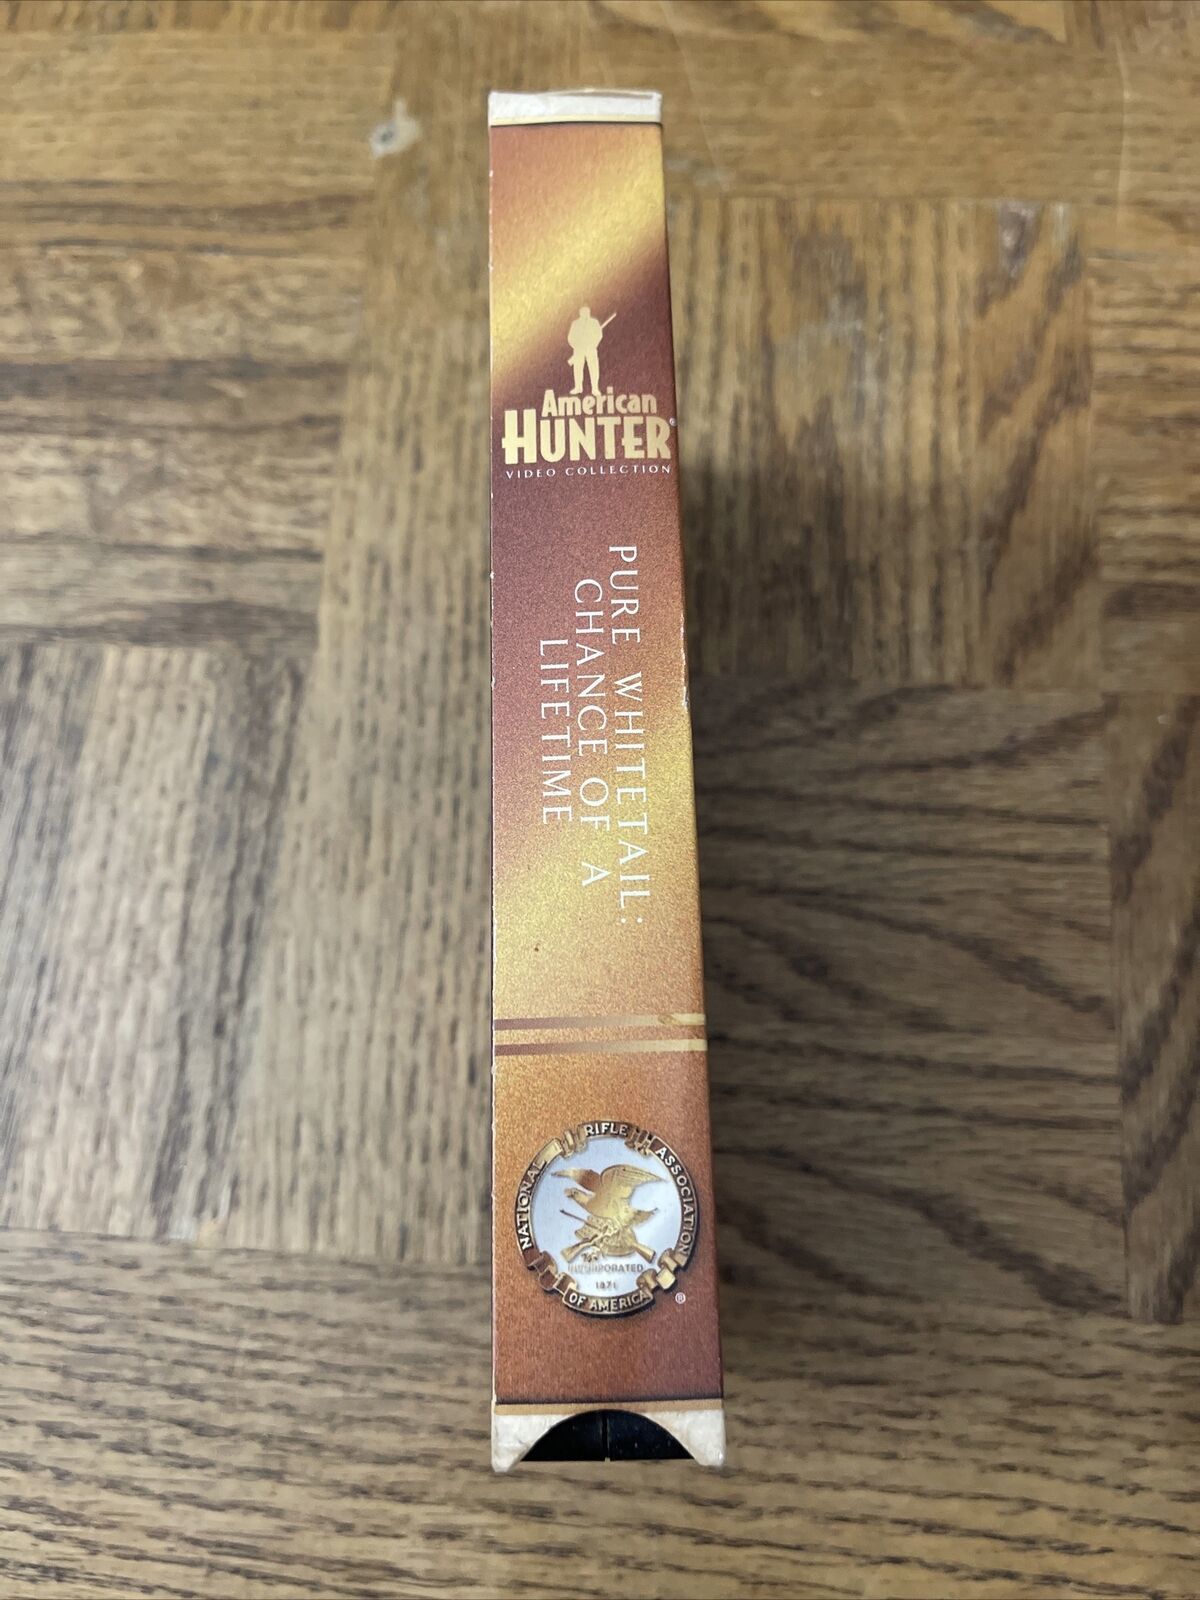 American
HUNTER®
VIDEO COLLECTION
PURE WHITETAIL:
CHANCE OF A
LIFETIME
NATIONAL RIFLE ASSOCIATION
INCORPORATED
1871
OF AMERICA
®